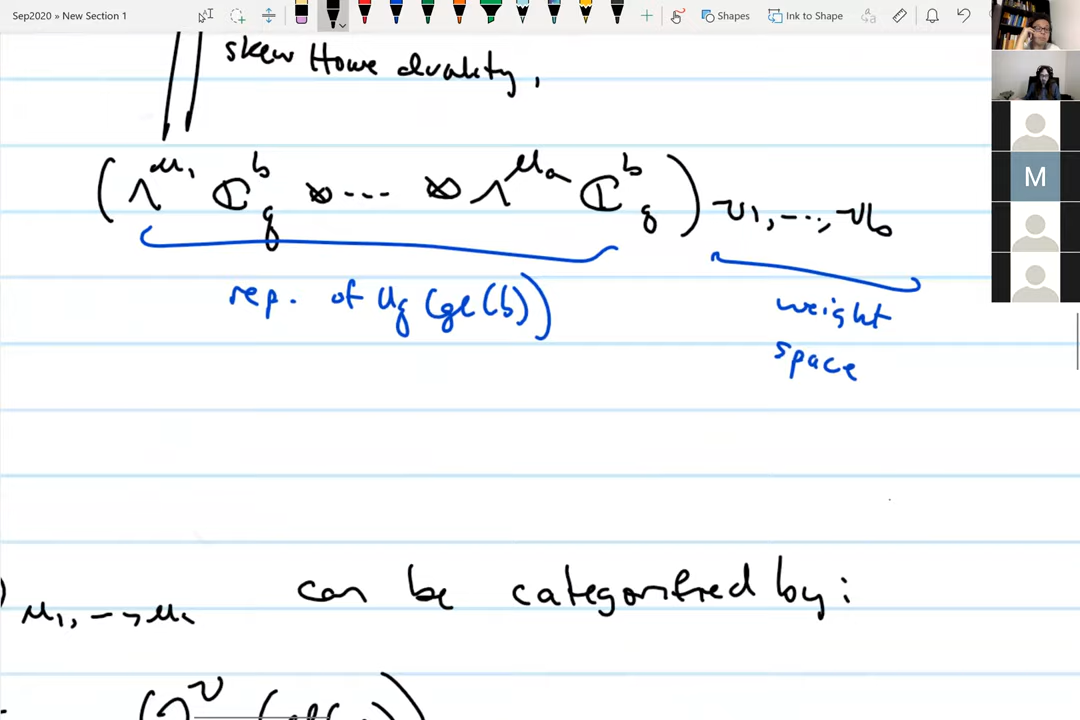 Sep2020 » New Section 1
Shapes
Ink to Shape
skew Howe duality,
(Λ^μ₁ ℂ^b_q ⊗ ⋯ ⊗ Λ^μₐ ℂ^b_q) ν₁, ⋯, ν_b
rep. of U_q (gl(b))
weight
space
M
) μ₁, ⋯, μₐ can be categorified by: